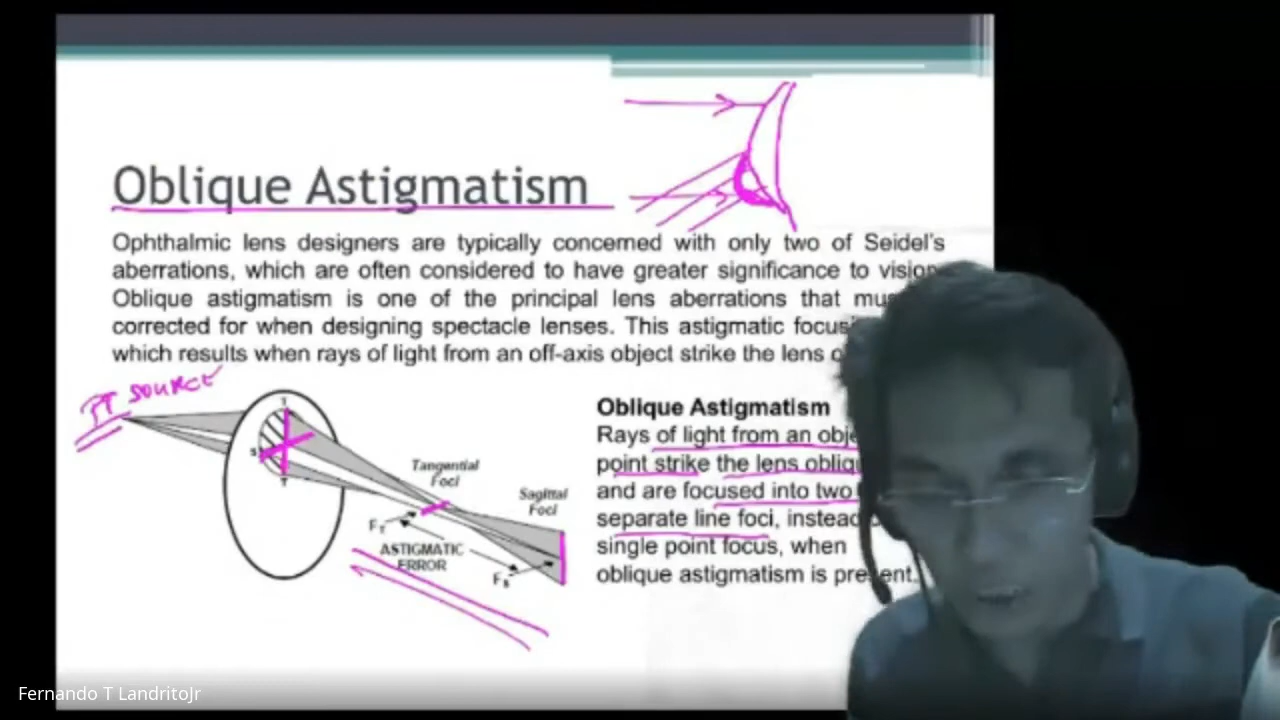 Oblique Astigmatism
Ophthalmic lens designers are typically concerned with only two of Seidel's
aberrations, which are often considered to have greater significance to vision.
Oblique astigmatism is one of the principal lens aberrations that
corrected for when designing spectacle lenses. This astigmatic
which results when rays of light from an off-axis object strike the lens
PT SOURCE
T
S
T
Tangential
Foci
Sagittal
Foci
FT
ASTIGMATIC
ERROR
FS
Oblique Astigmatism
Rays of light from an
point strike the lens
and are focused into two
separate line foci, instead
single point focus, when
oblique astigmatism is present.
Fernando T LandritoJr